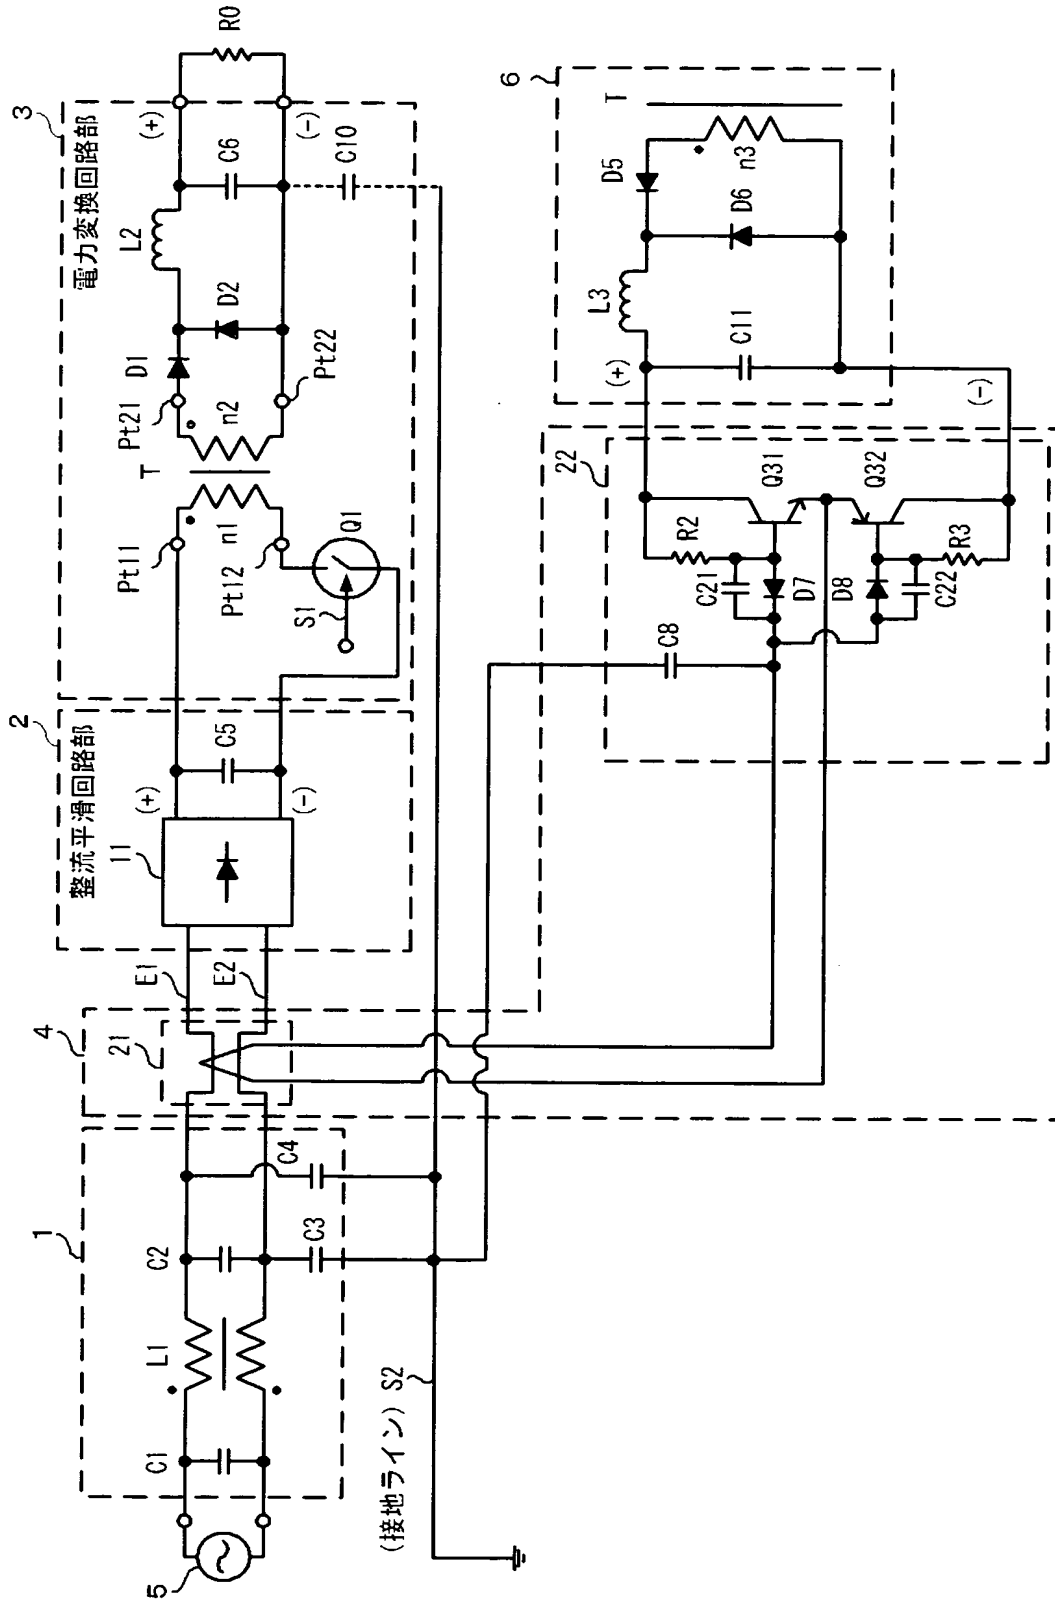 5
1
C1
L1
C2
C3
C4
(接地ライン) S2
4
21
E1
E2
2
整流平滑回路部
11
(+)
(-)
C5
3
電力変換回路部
Pt11
Pt12
n1
T
n2
S1
Q1
Pt21
Pt22
D1
D2
L2
C6
C10
(+)
(-)
R0
22
C8
C21
R2
D7
D8
C22
R3
Q31
Q32
6
(+)
(-)
L3
C11
D5
D6
n3
T